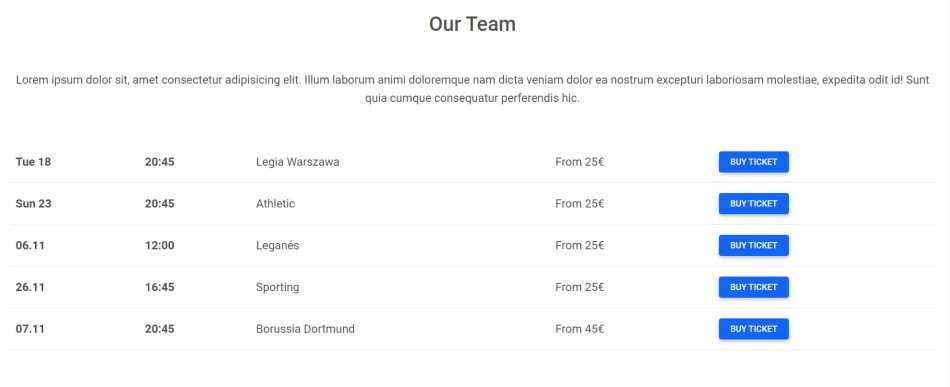 Our Team
Lorem ipsum dolor sit, amet consectetur adipisicing elit. Illum laborum animi doloremque nam dicta veniam dolor ea nostrum excepturi laboriosam molestiae, expedita odit id! Sunt
quia cumque consequatur perferendis hic.
Tue 18 20:45 Legia Warszawa From 25€ BUY TICKET
Sun 23 20:45 Athletic From 25€ BUY TICKET
06.11 12:00 Leganés From 25€ BUY TICKET
26.11 16:45 Sporting From 25€ BUY TICKET
07.11 20:45 Borussia Dortmund From 45€ BUY TICKET